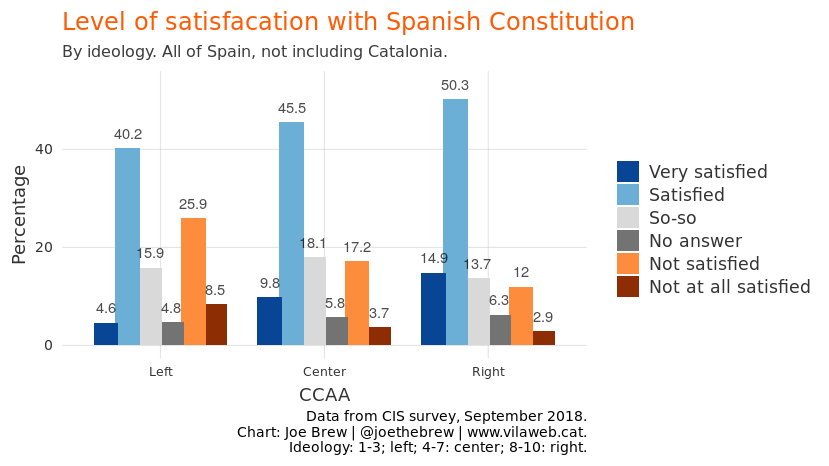 Level of satisfacation with Spanish Constitution
By ideology. All of Spain, not including Catalonia.
Percentage
40
20
0
4.6
40.2
15.9
4.8
25.9
8.5
9.8
45.5
18.1
5.8
17.2
3.7
14.9
50.3
13.7
6.3
12
2.9
Left
Center
Right
CCAA
Very satisfied
Satisfied
So-so
No answer
Not satisfied
Not at all satisfied
Data from CIS survey, September 2018.
Chart: Joe Brew | @joethebrew | www.vilaweb.cat.
Ideology: 1-3; left; 4-7: center; 8-10: right.